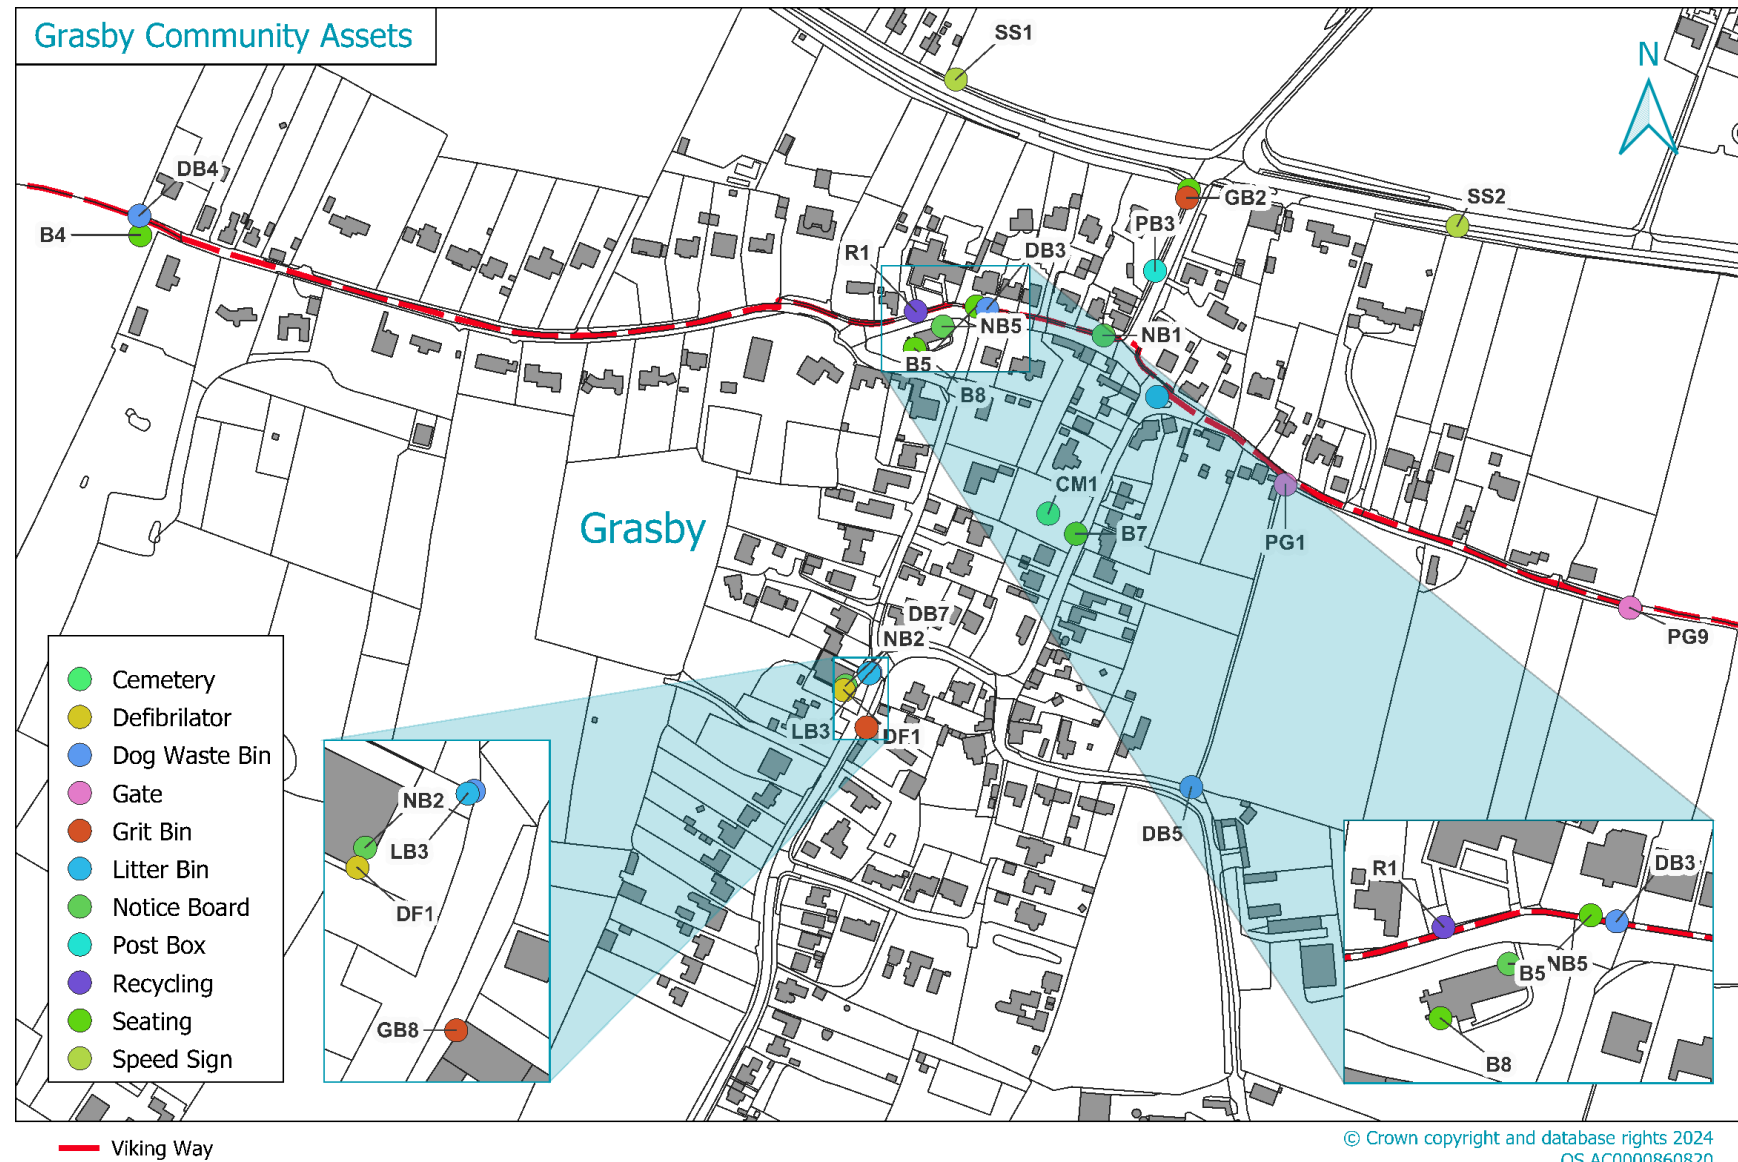 Grasby Community Assets
SS1
N
DB4
SS2
GB2
PB3
B4
DB3
R1
NB5
NB1
B5
B8
CM1
Grasby
B7
PG1
DB7
PG9
NB2
LB3
DF1
DB5
Cemetery
Defibrilator
Dog Waste Bin
Gate
Grit Bin
Litter Bin
Notice Board
Post Box
Recycling
Seating
Speed Sign
NB2
LB3
DF1
GB8
R1
DB3
B5
NB5
B8
Viking Way
© Crown copyright and database rights 2024
OS AC0000860820